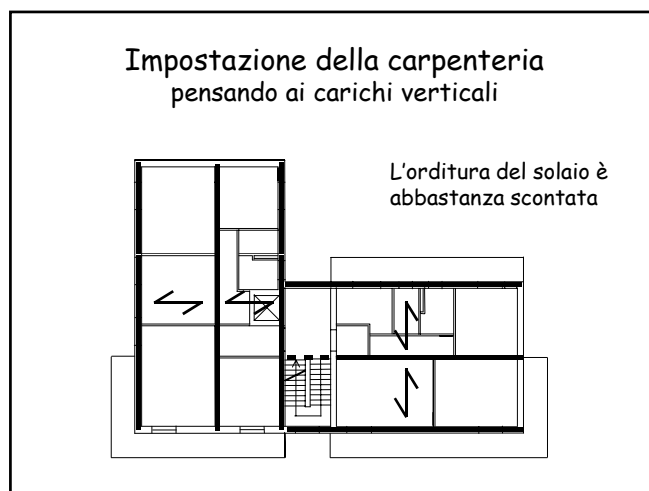 Impostazione della carpenteria
pensando ai carichi verticali
L'orditura del solaio è
abbastanza scontata